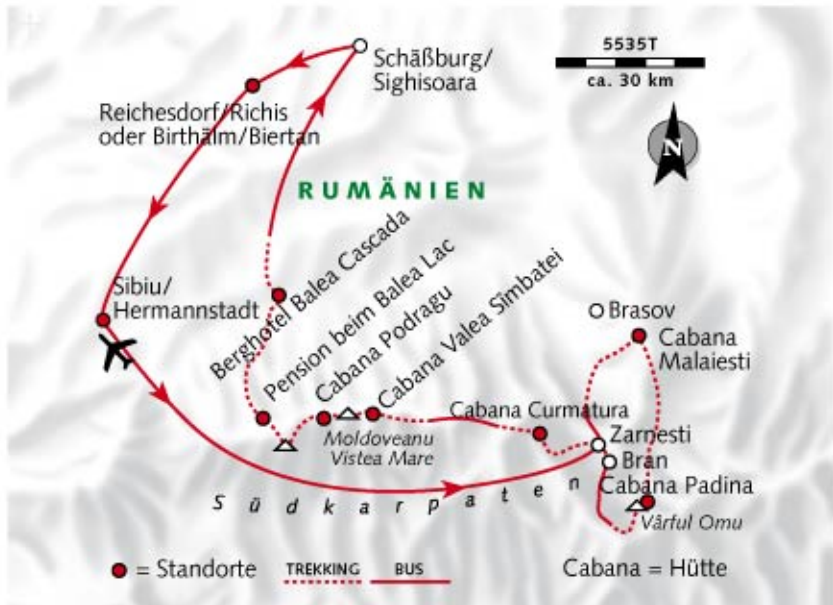 Schäßburg/
Sighisoara
5535T
ca. 30 km
Reichesdorf/Richis
oder Birthälm/Biertan
N
RUMÄNIEN
Sibiu/
Hermannstadt
Berghotel Balea Cascada
Pension beim Balea Lac
Cabana Podragu
Cabana Valea Sîmbatei
Brasov
Cabana
Malaiesti
Cabana Curmatura
Moldoveanu
Vistea Mare
Zarnesti
Bran
Cabana Padina
Vârful Omu
Südkarpaten
= Standorte
TREKKING
BUS
Cabana = Hütte